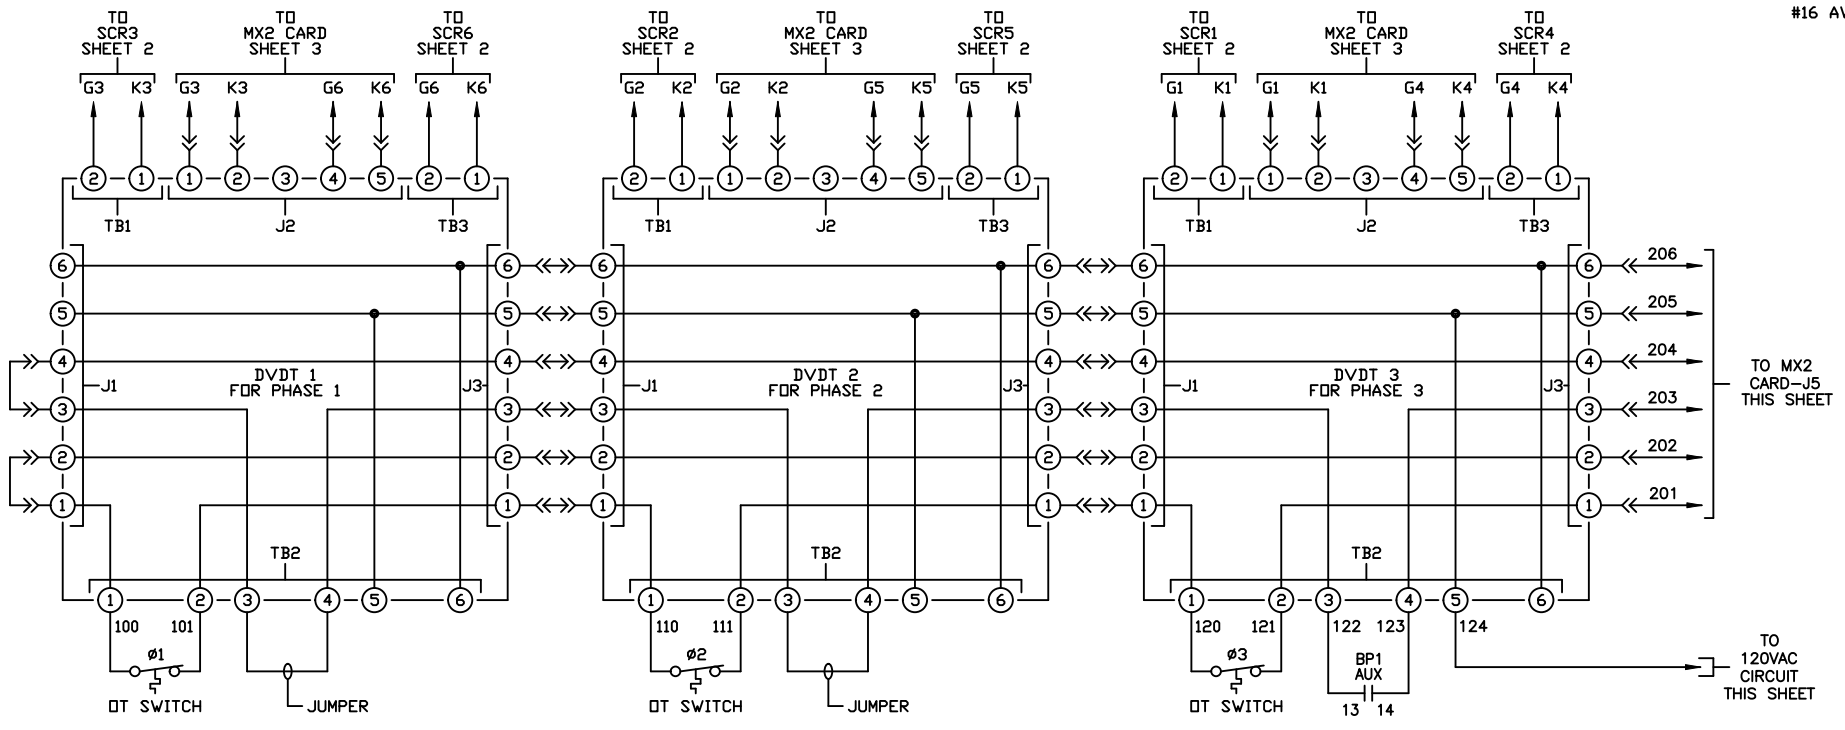 #16 AW
TO
SCR3
SHEET 2
TO
MX2 CARD
SHEET 3
TO
SCR6
SHEET 2
TO
SCR2
SHEET 2
TO
MX2 CARD
SHEET 3
TO
SCR5
SHEET 2
TO
SCR1
SHEET 2
TO
MX2 CARD
SHEET 3
TO
SCR4
SHEET 2
G3 K3 G3 K3 G6 K6 G6 K6
G2 K2 G2 K2 G5 K5 G5 K5
G1 K1 G1 K1 G4 K4 G4 K4
2 1 1 2 3 4 5 2 1
2 1 1 2 3 4 5 2 1
2 1 1 2 3 4 5 2 1
TB1 J2 TB3
TB1 J2 TB3
TB1 J2 TB3
6 6 6 6 6 6 206
5 5 5 5 5 5 205
4 4 4 4 4 4 204
J1
DVDT 1
FOR PHASE 1
J3
J1
DVDT 2
FOR PHASE 2
J3
J1
DVDT 3
FOR PHASE 3
J3
TO MX2
CARD-J5
THIS SHEET
3 3 3 3 3 3 203
2 2 2 2 2 2 202
1 1 1 1 1 1 201
TB2
TB2
TB2
1 2 3 4 5 6
1 2 3 4 5 6
1 2 3 4 5 6
100 101
110 111
120 121 122 123 124
ø1
OT SWITCH
JUMPER
ø2
OT SWITCH
JUMPER
ø3
OT SWITCH
BP1
AUX
13 14
TO
120VAC
CIRCUIT
THIS SHEET